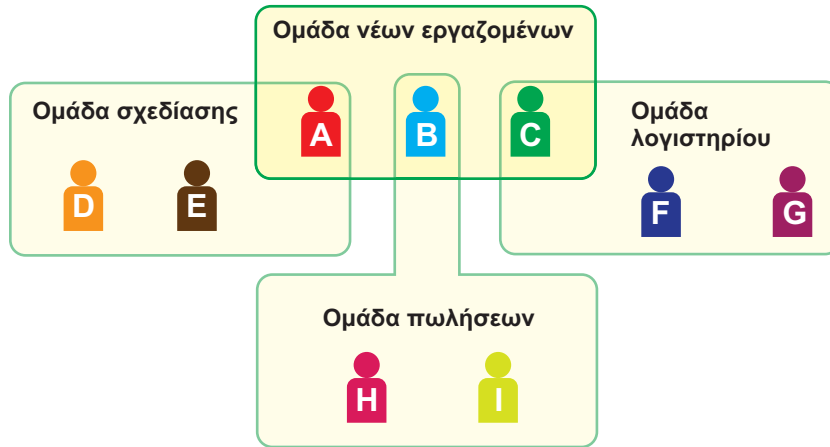 Ομάδα νέων εργαζομένων
Ομάδα σχεδίασης
A
B
C
Ομάδα
λογιστηρίου
D
E
F
G
Ομάδα πωλήσεων
H
I